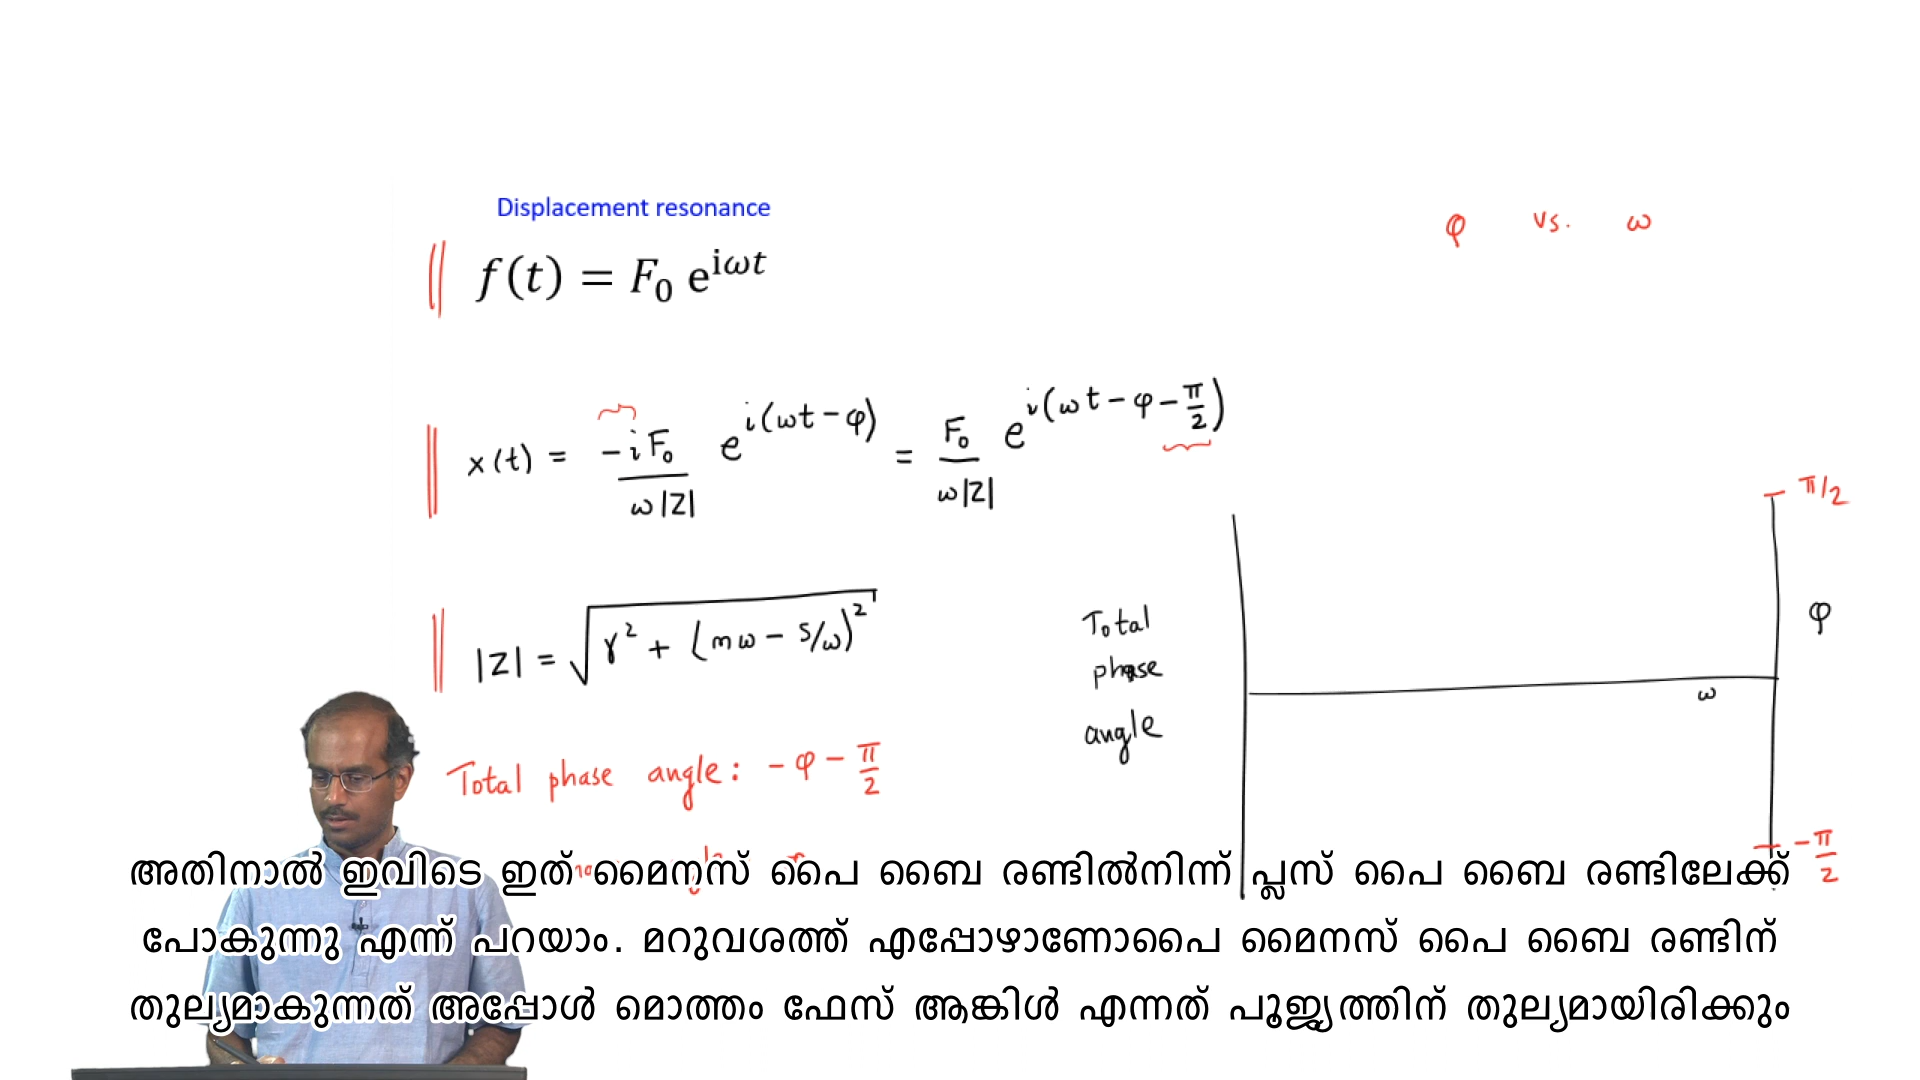 Displacement resonance
φ vs. ω
f(t) = F₀ e^{iωt}
x(t) = -iF₀ / ω|Z| e^{i(ωt-φ)} = F₀ / ω|Z| e^{i(ωt-φ-π/2)}
π/2
|Z| = √(r² + (mω - s/ω)²)
Total
phase
angle
φ
ω
Total phase angle: -φ - π/2
-π/2
അതിനാൽ ഇവിടെ ഇത് മൈനസ് പൈ ബൈ രണ്ടിൽനിന്ന് പ്ലസ് പൈ ബൈ രണ്ടിലേക്ക്
പോകുന്നു എന്ന് പറയാം. മറുവശത്ത് എപ്പോഴാണോപൈ മൈനസ് പൈ ബൈ രണ്ടിന്
തുല്യമാകുന്നത് അപ്പോൾ മൊത്തം ഫേസ് ആങ്കിൾ എന്നത് പൂജ്യത്തിന് തുല്യമായിരിക്കും